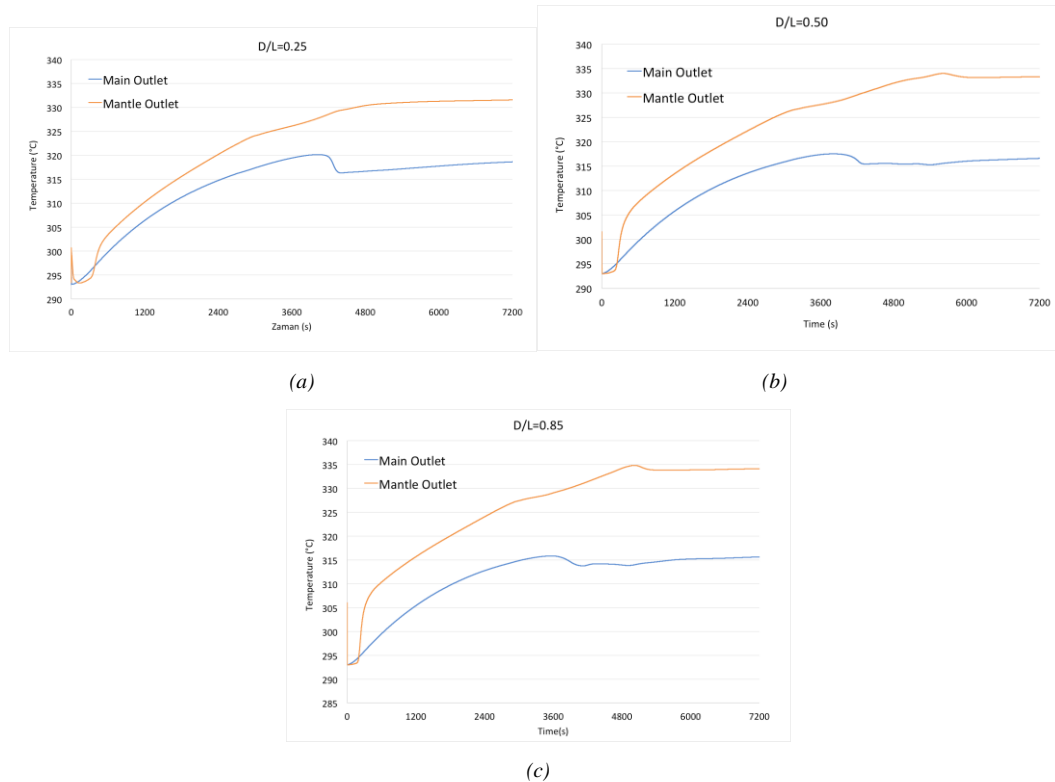 D/L=0.25
340
335
330
325
320
315
310
305
300
295
290
Temperature (°C)
Main Outlet
Mantle Outlet
0 1200 2400 3600 4800 6000 7200
Zaman (s)
(a)
D/L=0.50
340
335
330
325
320
315
310
305
300
295
290
Temperature (°C)
Main Outlet
Mantle Outlet
0 1200 2400 3600 4800 6000 7200
Time (s)
(b)
D/L=0.85
340
335
330
325
320
315
310
305
300
295
290
285
Temperature (°C)
Main Outlet
Mantle Outlet
0 1200 2400 3600 4800 6000 7200
Time(s)
(c)